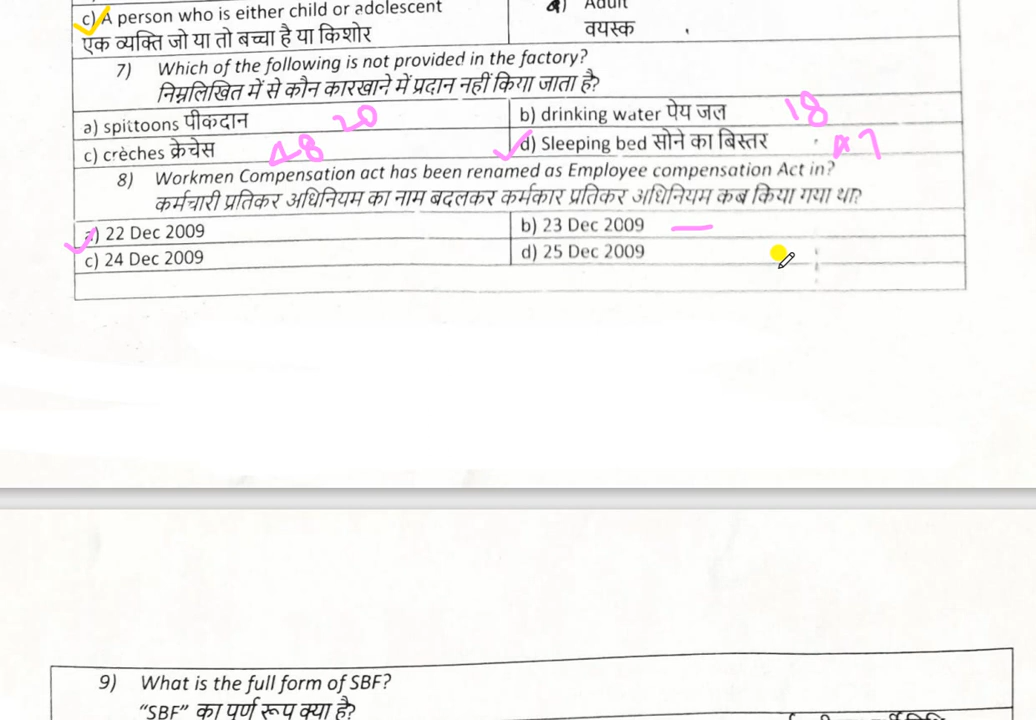 c) A person who is either child or adolescent
एक व्यक्ति जो या तो बच्चा है या किशोर
d) Adult
वयस्क
7) Which of the following is not provided in the factory?
निम्नलिखित में से कौन कारखाने में प्रदान नहीं किया जाता है?
a) spittoons पीकदान 20
b) drinking water पेय जल 18
c) crèches क्रेचेस 48
d) Sleeping bed सोने का बिस्तर
8) Workmen Compensation act has been renamed as Employee compensation Act in?
कर्मचारी प्रतिकर अधिनियम का नाम बदलकर कर्मकार प्रतिकर अधिनियम कब किया गया था?
a) 22 Dec 2009
b) 23 Dec 2009
c) 24 Dec 2009
d) 25 Dec 2009
9) What is the full form of SBF?
“SBF” का पूर्ण रूप क्या है?